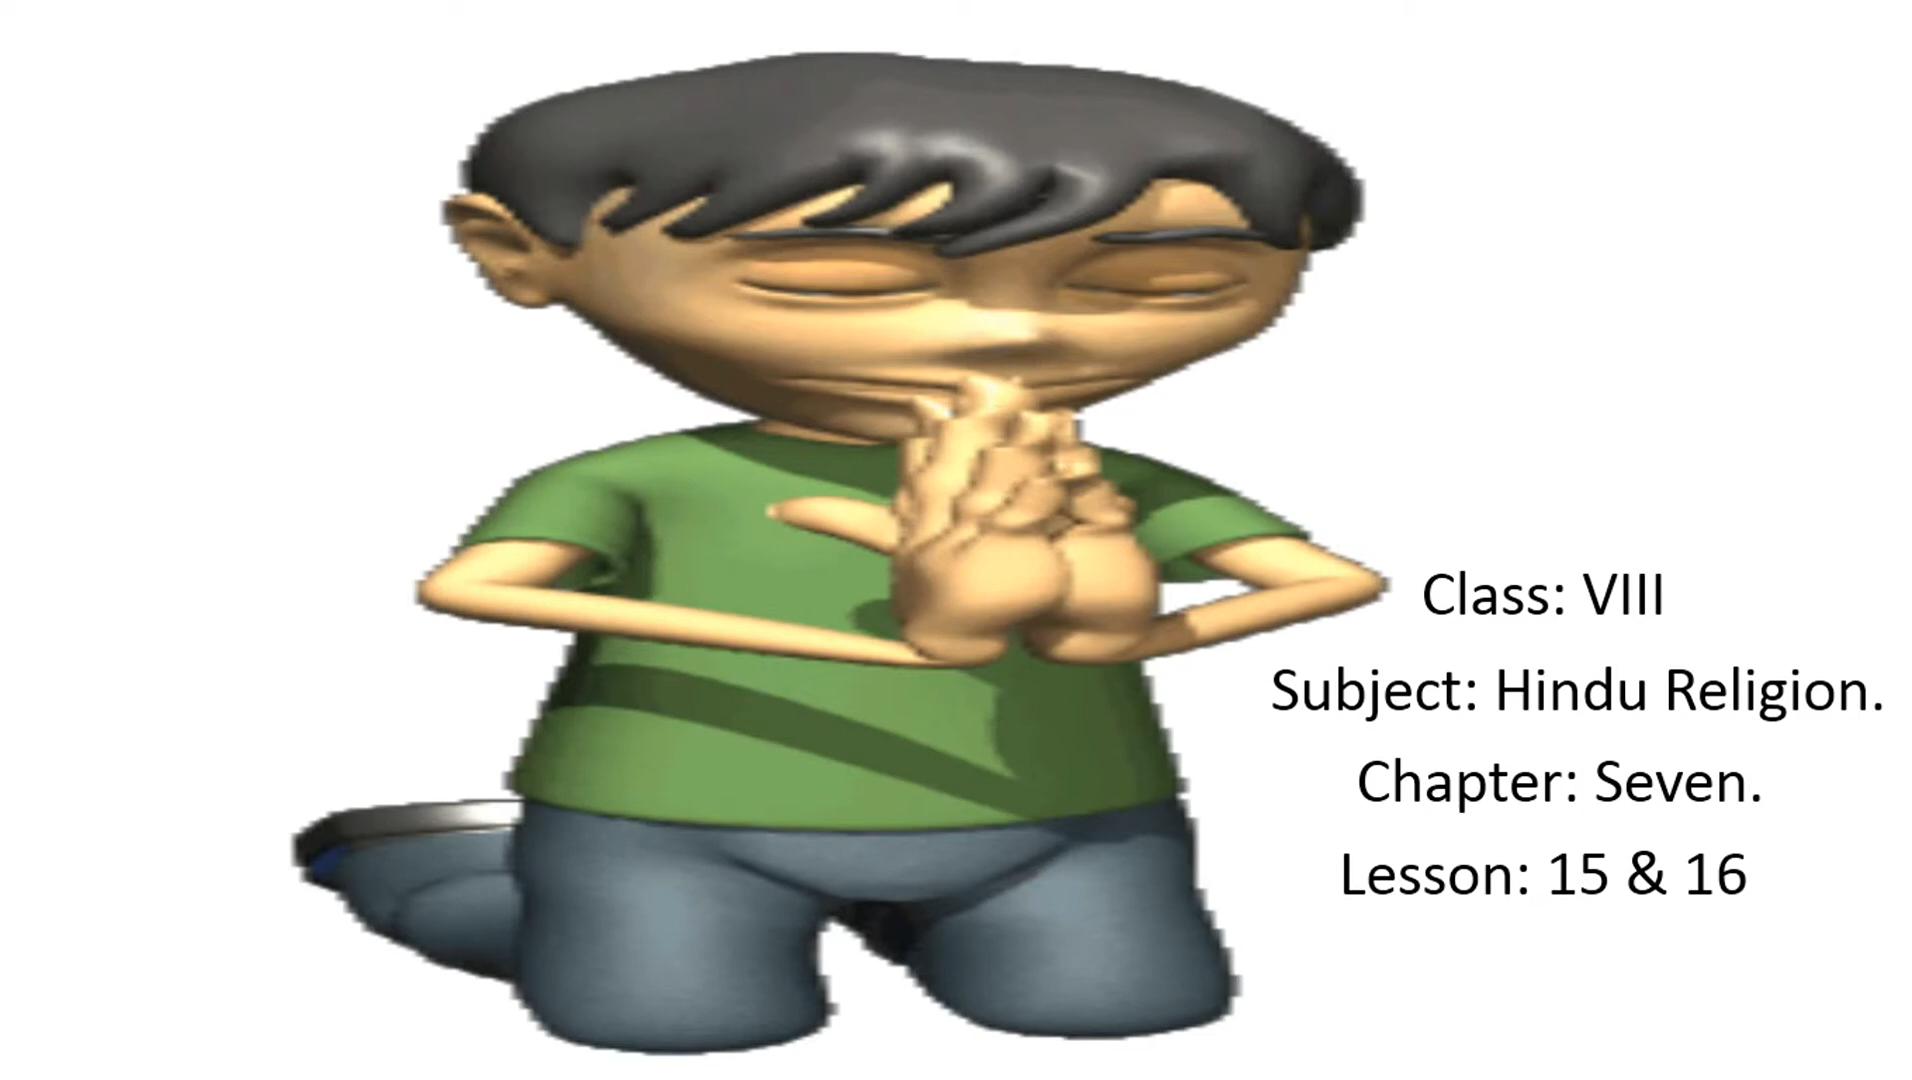 Class: VIII
Subject: Hindu Religion.
Chapter: Seven.
Lesson: 15 & 16